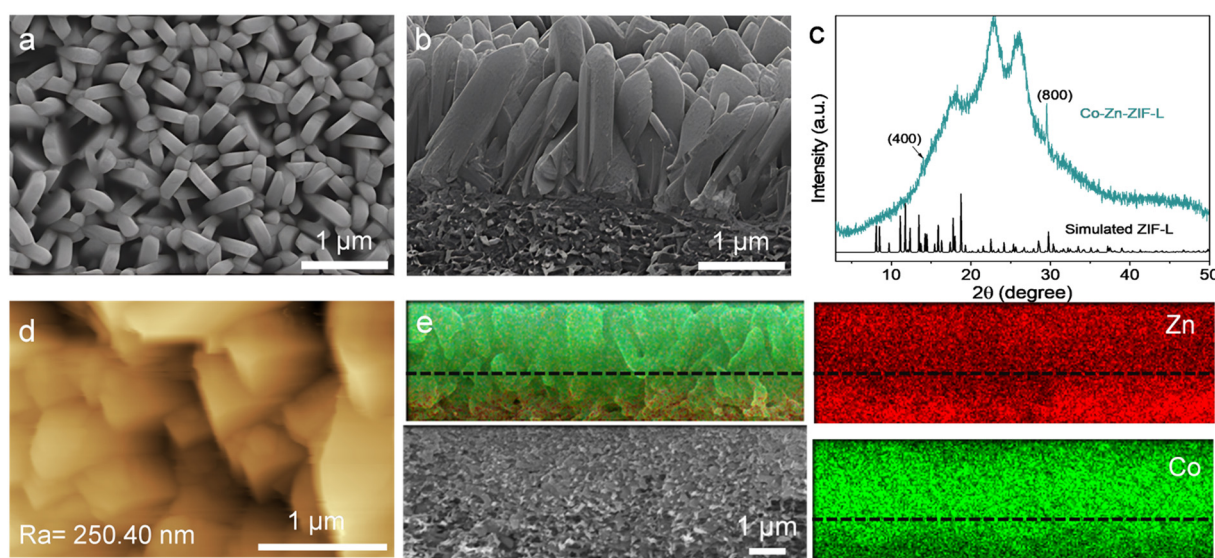 a
1 µm
b
1 µm
c
Intensity (a.u.)
(400)
(800)
Co-Zn-ZIF-L
Simulated ZIF-L
10 20 30 40 50
2θ (degree)
d
Ra= 250.40 nm
1 µm
e
1 µm
Zn
Co